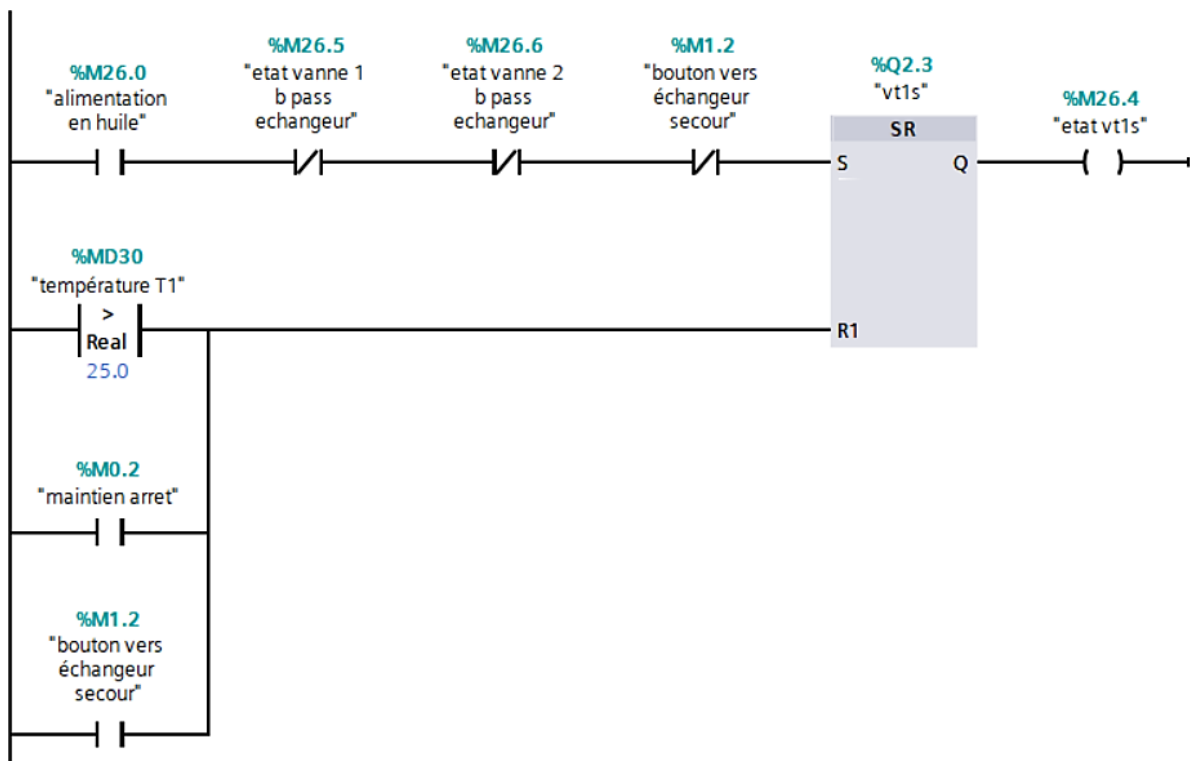 %M26.0
"alimentation
en huile"
%M26.5
"etat vanne 1
b pass
echangeur"
%M26.6
"etat vanne 2
b pass
echangeur"
%M1.2
"bouton vers
échangeur
secour"
%Q2.3
"vt1s"
SR
S
Q
R1
%M26.4
"etat vt1s"
%MD30
"température T1"
>
Real
25.0
%M0.2
"maintien arret"
%M1.2
"bouton vers
échangeur
secour"